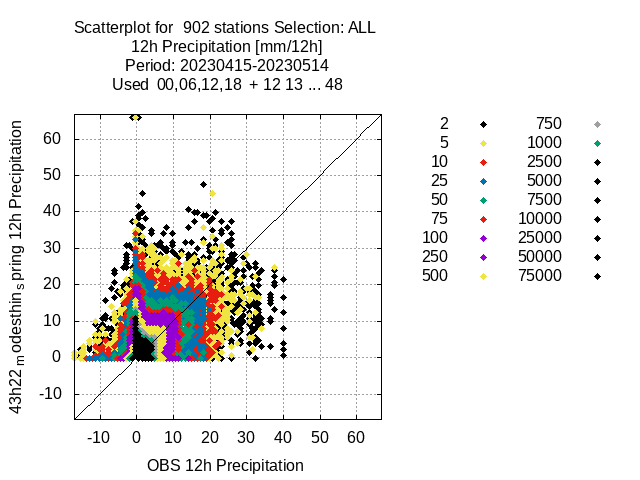 Scatterplot for 902 stations Selection: ALL
12h Precipitation [mm/12h]
Period: 20230415-20230514
Used 00,06,12,18 + 12 13 ... 48
43h22_modesthin_spring 12h Precipitation
60
50
40
30
20
10
0
-10
-10 0 10 20 30 40 50 60
OBS 12h Precipitation
2 750
5 1000
10 2500
25 5000
50 7500
75 10000
100 25000
250 50000
500 75000